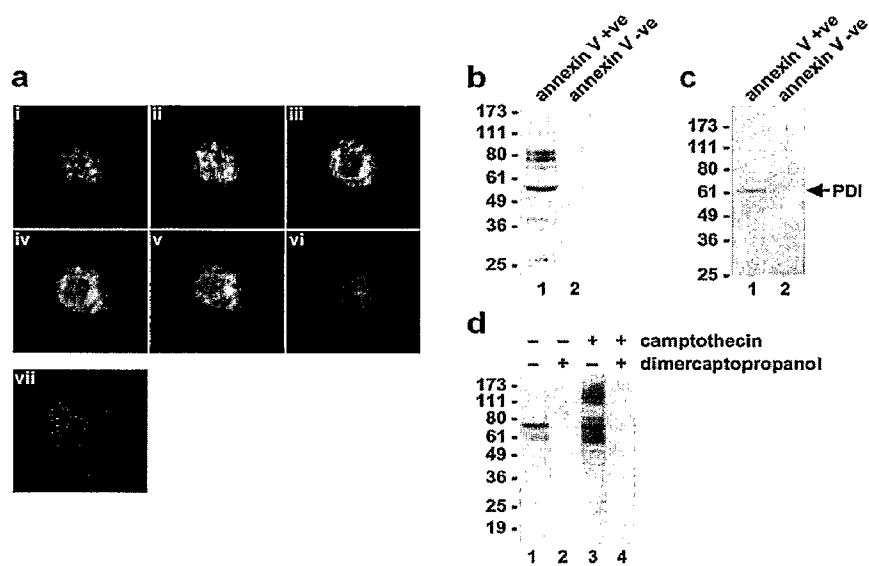 a
i
ii
iii
iv
v
vi
vii
b
annexin V +ve
annexin V -ve
173
111
80
61
49
36
25
1 2
c
annexin V +ve
annexin V -ve
173
111
80
61
49
36
25
PDI
1 2
d
− − + + camptothecin
− + − + dimercaptopropanol
173
111
80
61
49
36
25
19
1 2 3 4